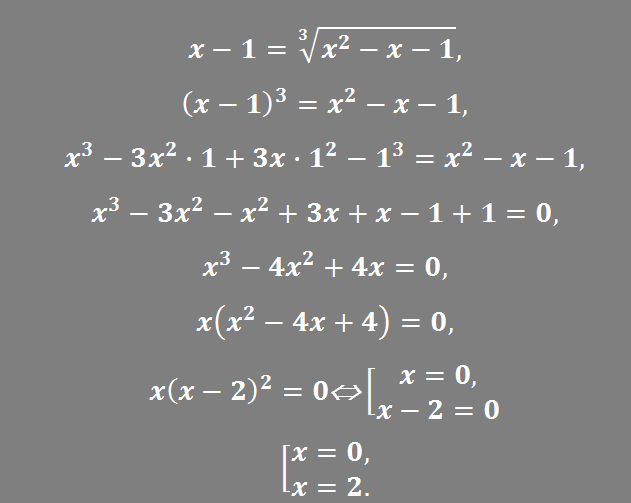 x − 1 = ∛(x² − x − 1),
(x − 1)³ = x² − x − 1,
x³ − 3x² · 1 + 3x · 1² − 1³ = x² − x − 1,
x³ − 3x² − x² + 3x + x − 1 + 1 = 0,
x³ − 4x² + 4x = 0,
x(x² − 4x + 4) = 0,
x(x − 2)² = 0 ⇔ [ x = 0,
x − 2 = 0
[ x = 0,
x = 2.